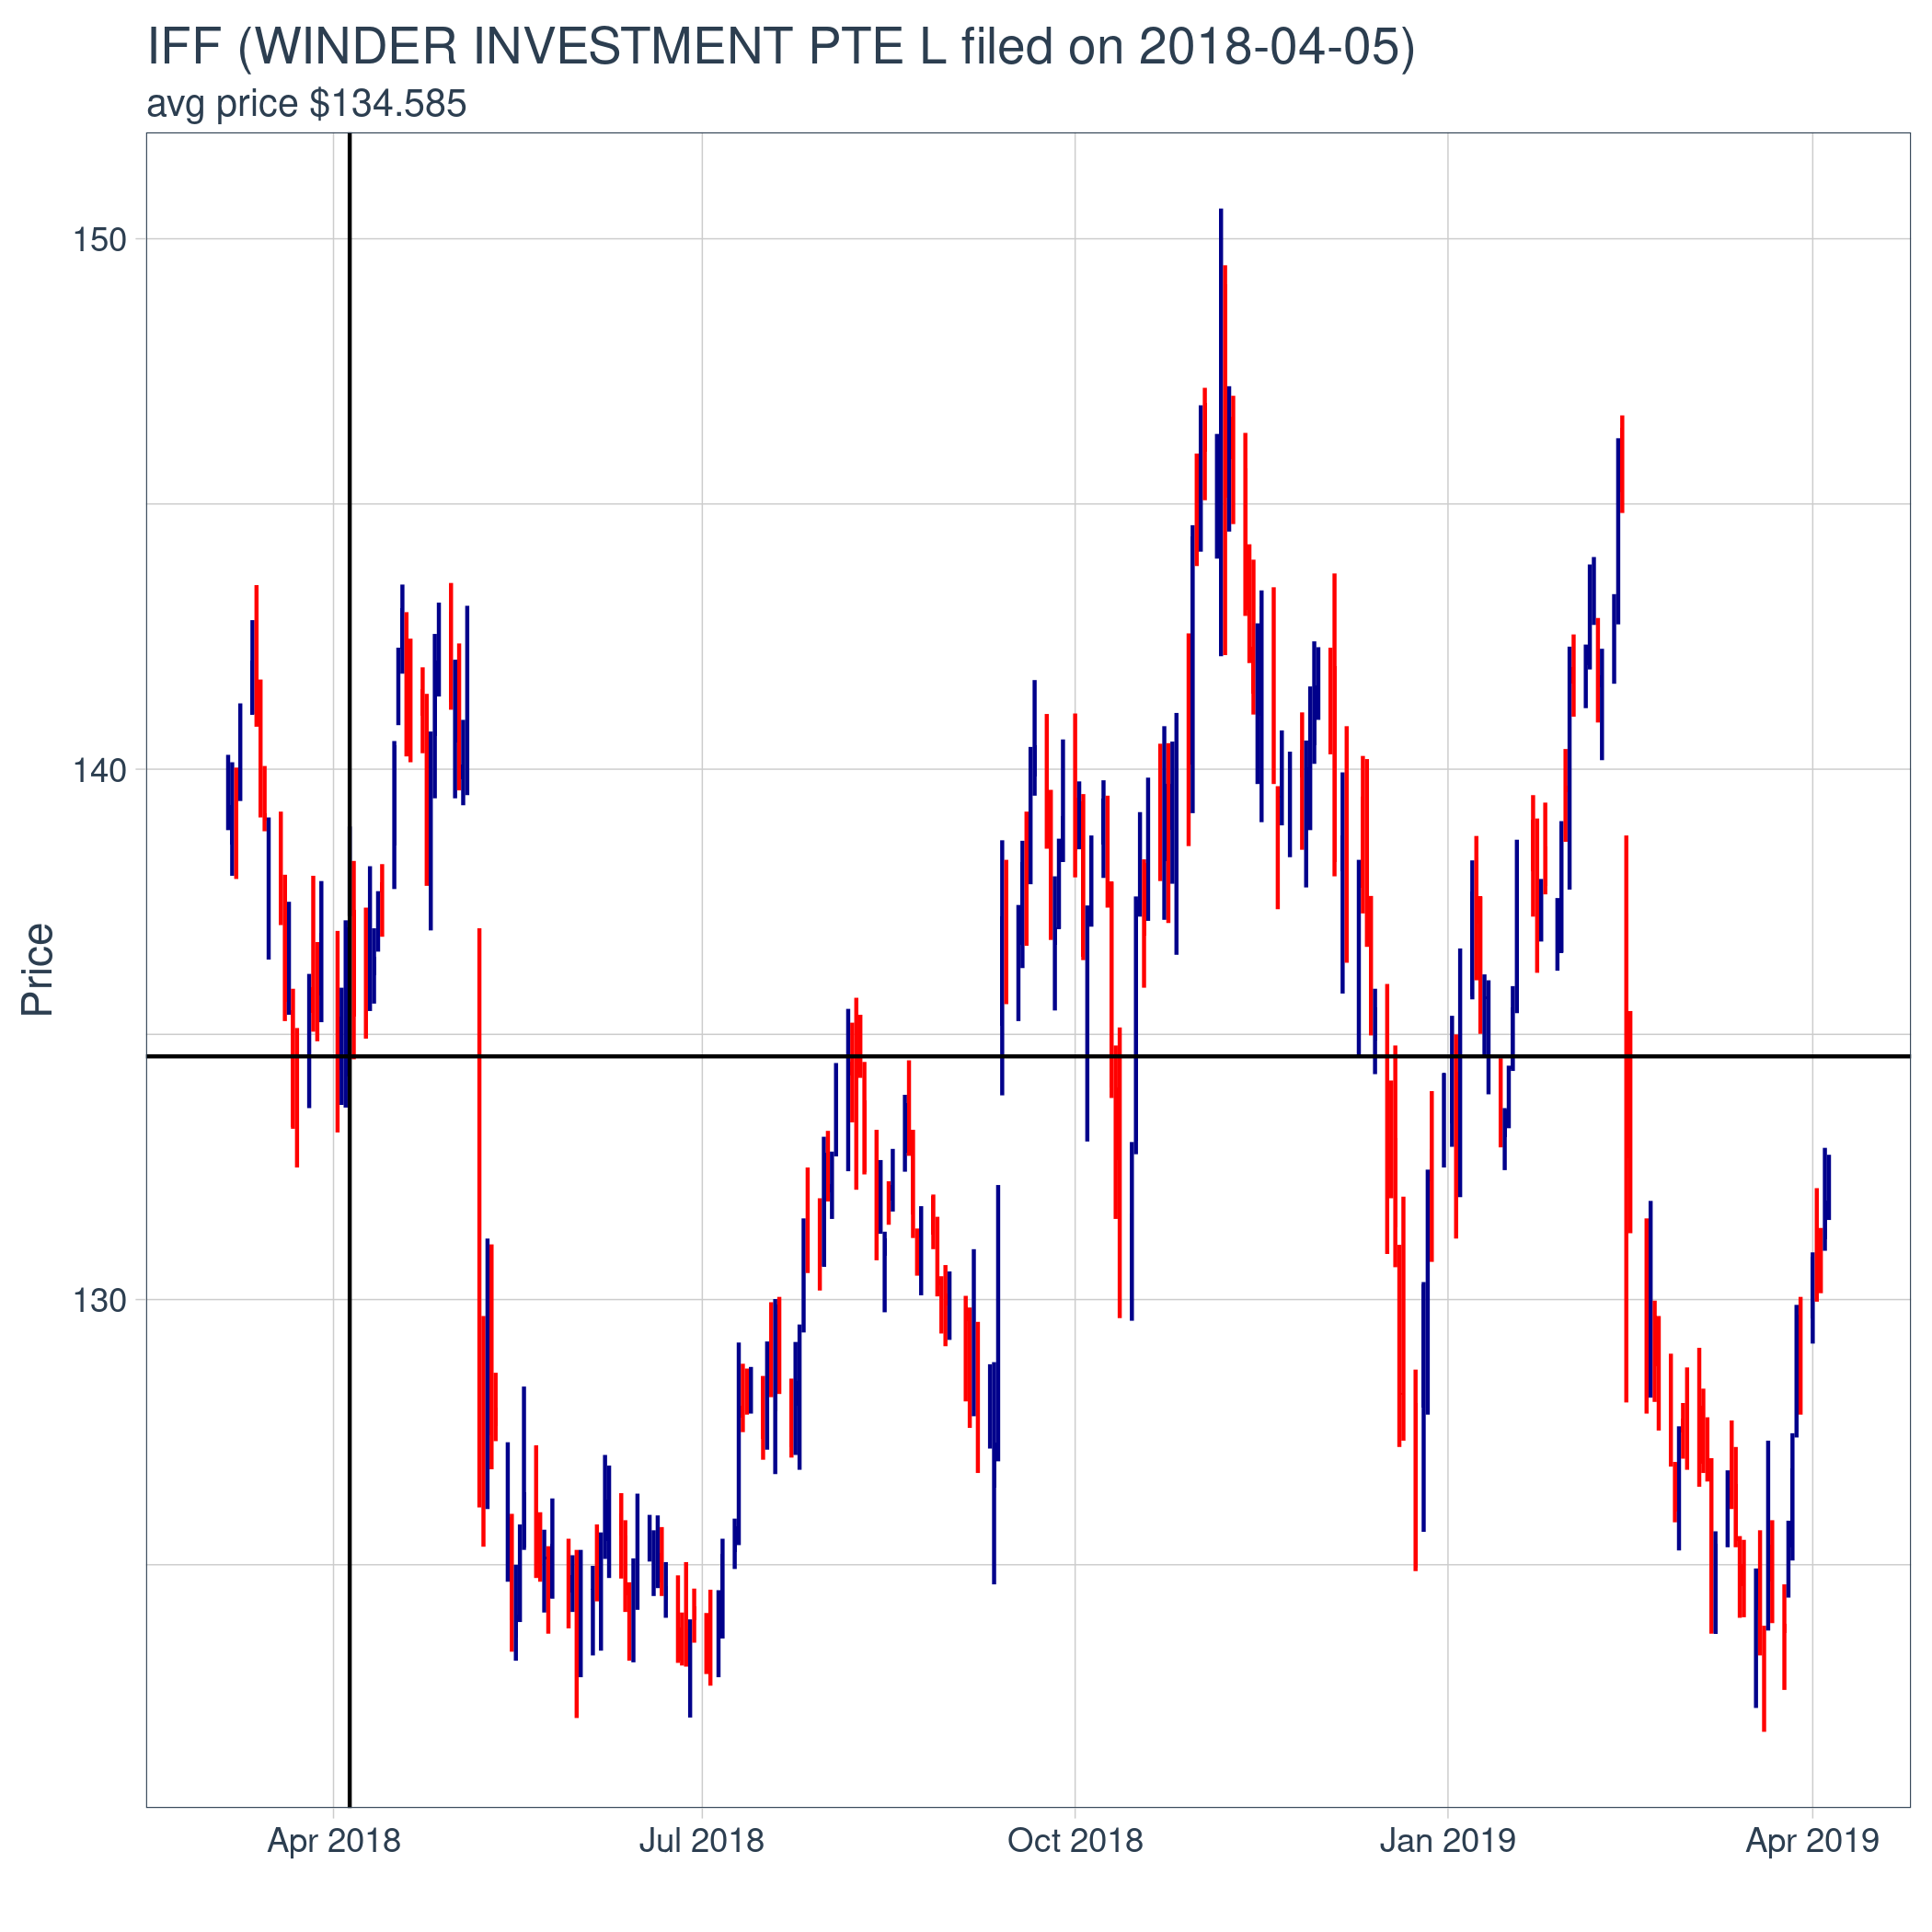 IFF (WINDER INVESTMENT PTE L filed on 2018-04-05)
avg price $134.585
150
140
130
Price
Apr 2018
Jul 2018
Oct 2018
Jan 2019
Apr 2019